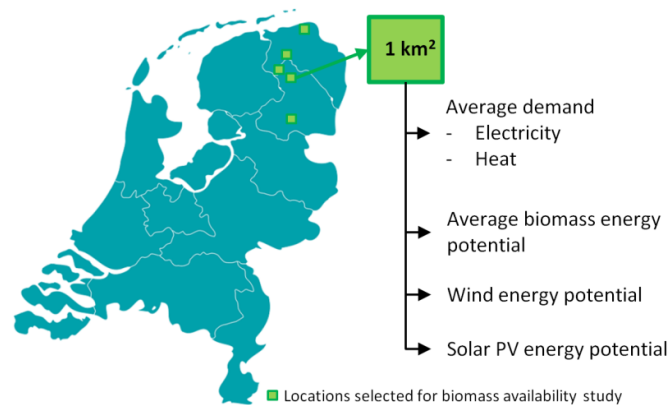 1 km²
Average demand
- Electricity
- Heat
Average biomass energy
potential
Wind energy potential
Solar PV energy potential
Locations selected for biomass availability study